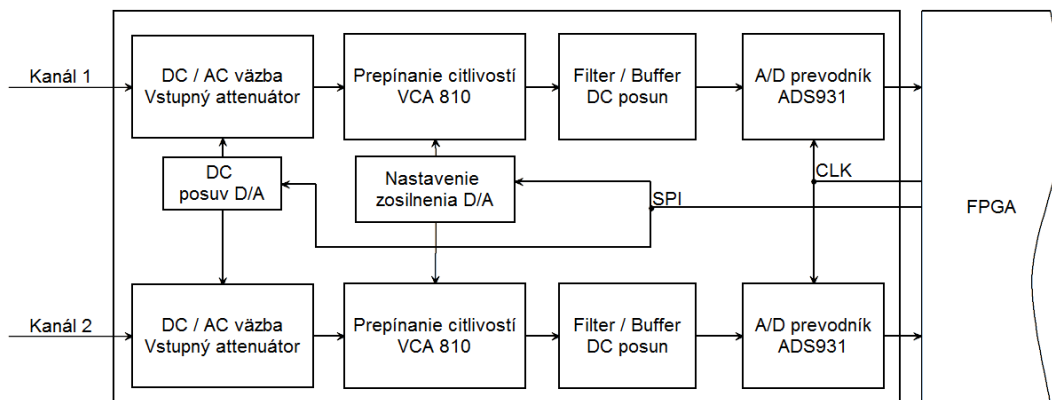 Kanál 1
DC / AC väzba
Vstupný attenuátor
Prepínanie citlivostí
VCA 810
Filter / Buffer
DC posun
A/D prevodník
ADS931
DC
posuv D/A
Nastavenie
zosilnenia D/A
CLK
SPI
FPGA
Kanál 2
DC / AC väzba
Vstupný attenuátor
Prepínanie citlivostí
VCA 810
Filter / Buffer
DC posun
A/D prevodník
ADS931